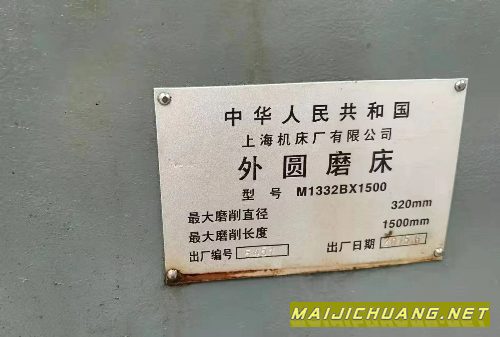 中华人民共和国
上海机床厂有限公司
外圆磨床
型号 M1332BX1500
最大磨削直径 320mm
最大磨削长度 1500mm
出厂编号 出厂日期
MAIJICHUANG.NET